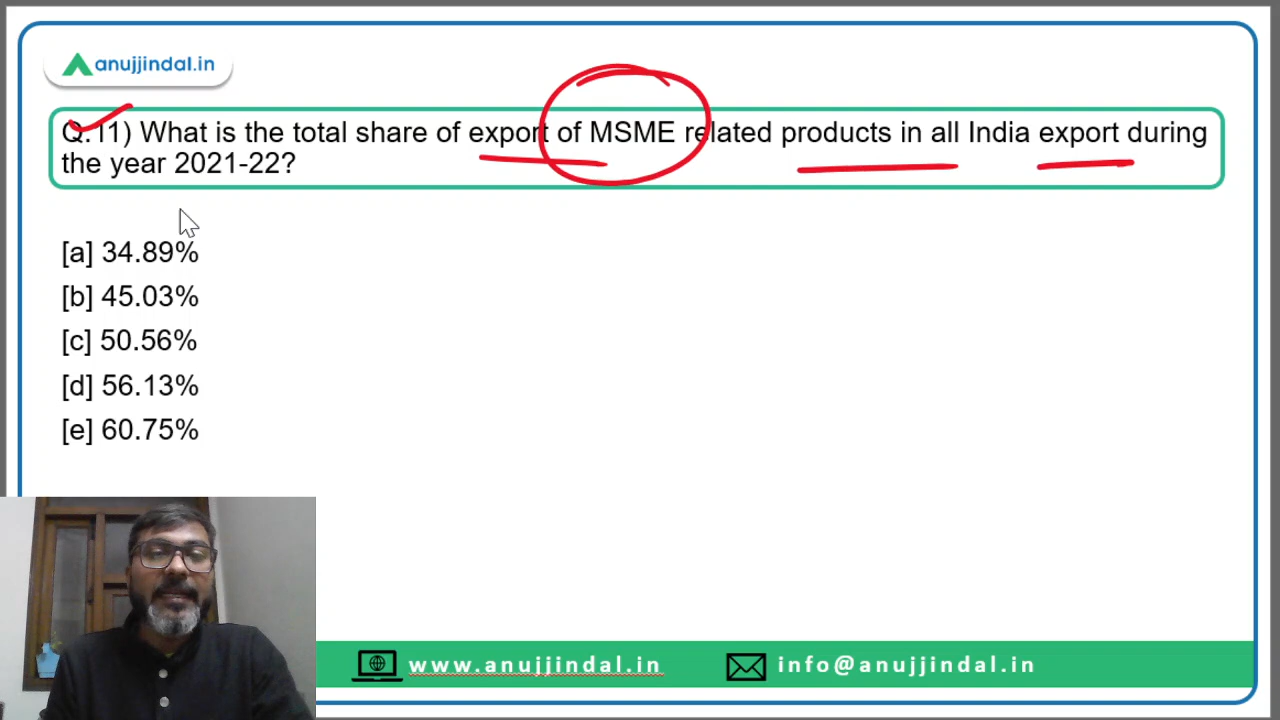 anujjindal.in
Q.11) What is the total share of export of MSME related products in all India export during
the year 2021-22?
[a] 34.89%
[b] 45.03%
[c] 50.56%
[d] 56.13%
[e] 60.75%
www.anujjindal.in
info@anujjindal.in